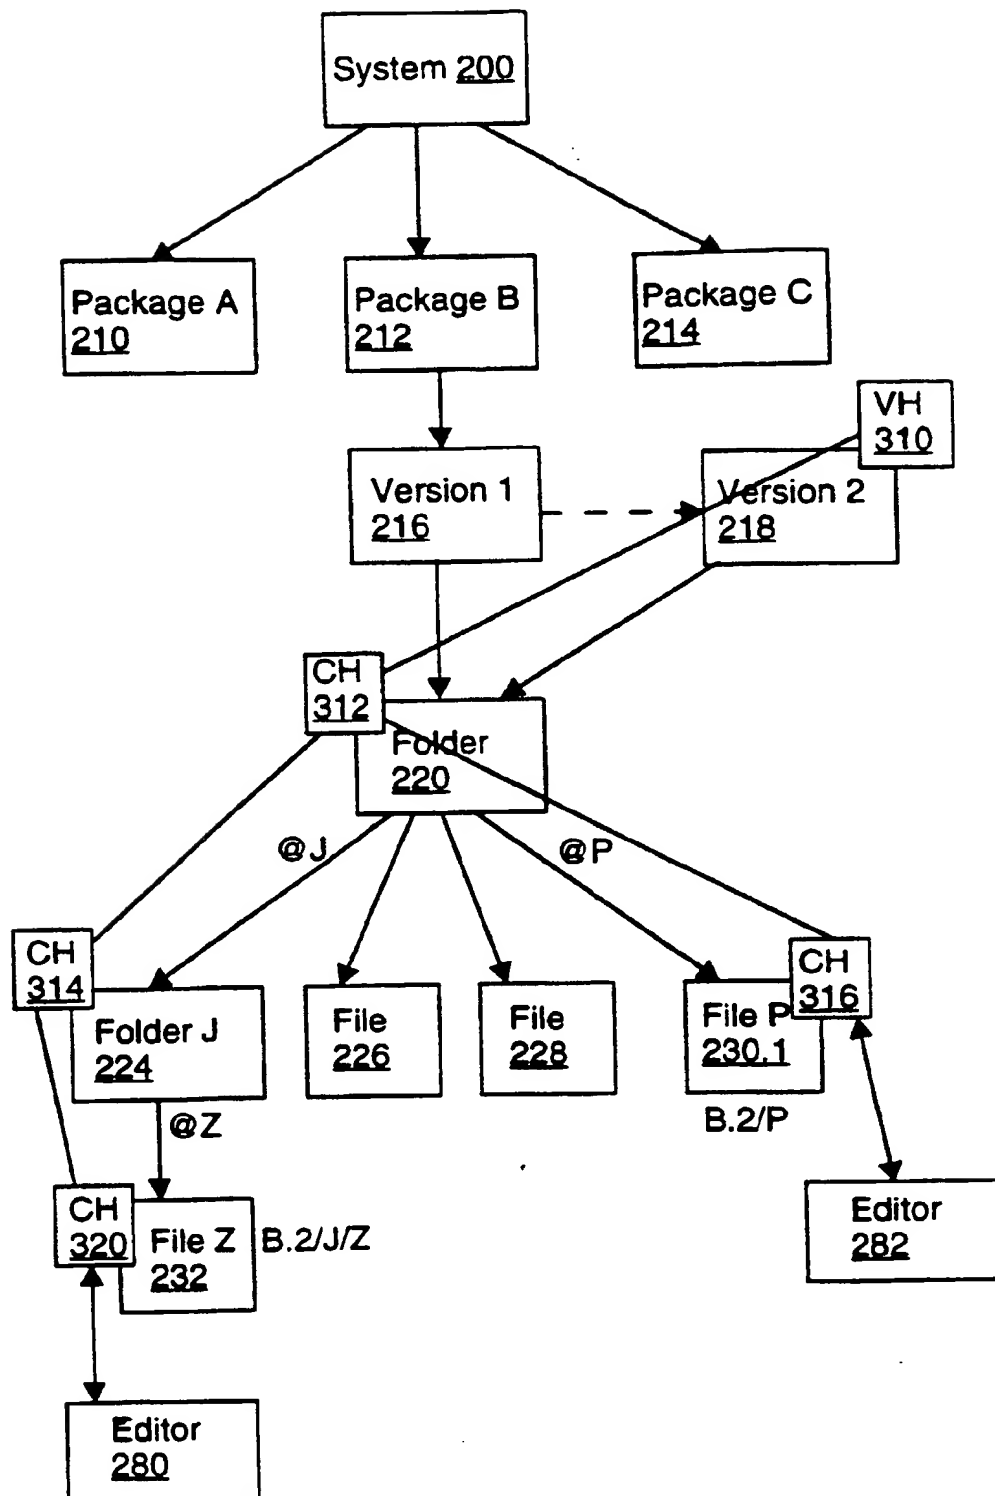 System 200
Package A
210
Package B
212
Package C
214
VH
310
Version 1
216
Version 2
218
CH
312
Folder
220
@J
@P
CH
314
Folder J
224
File
226
File
228
File P
230.1
CH
316
B.2/P
@Z
CH
320
File Z
232
B.2/J/Z
Editor
282
Editor
280